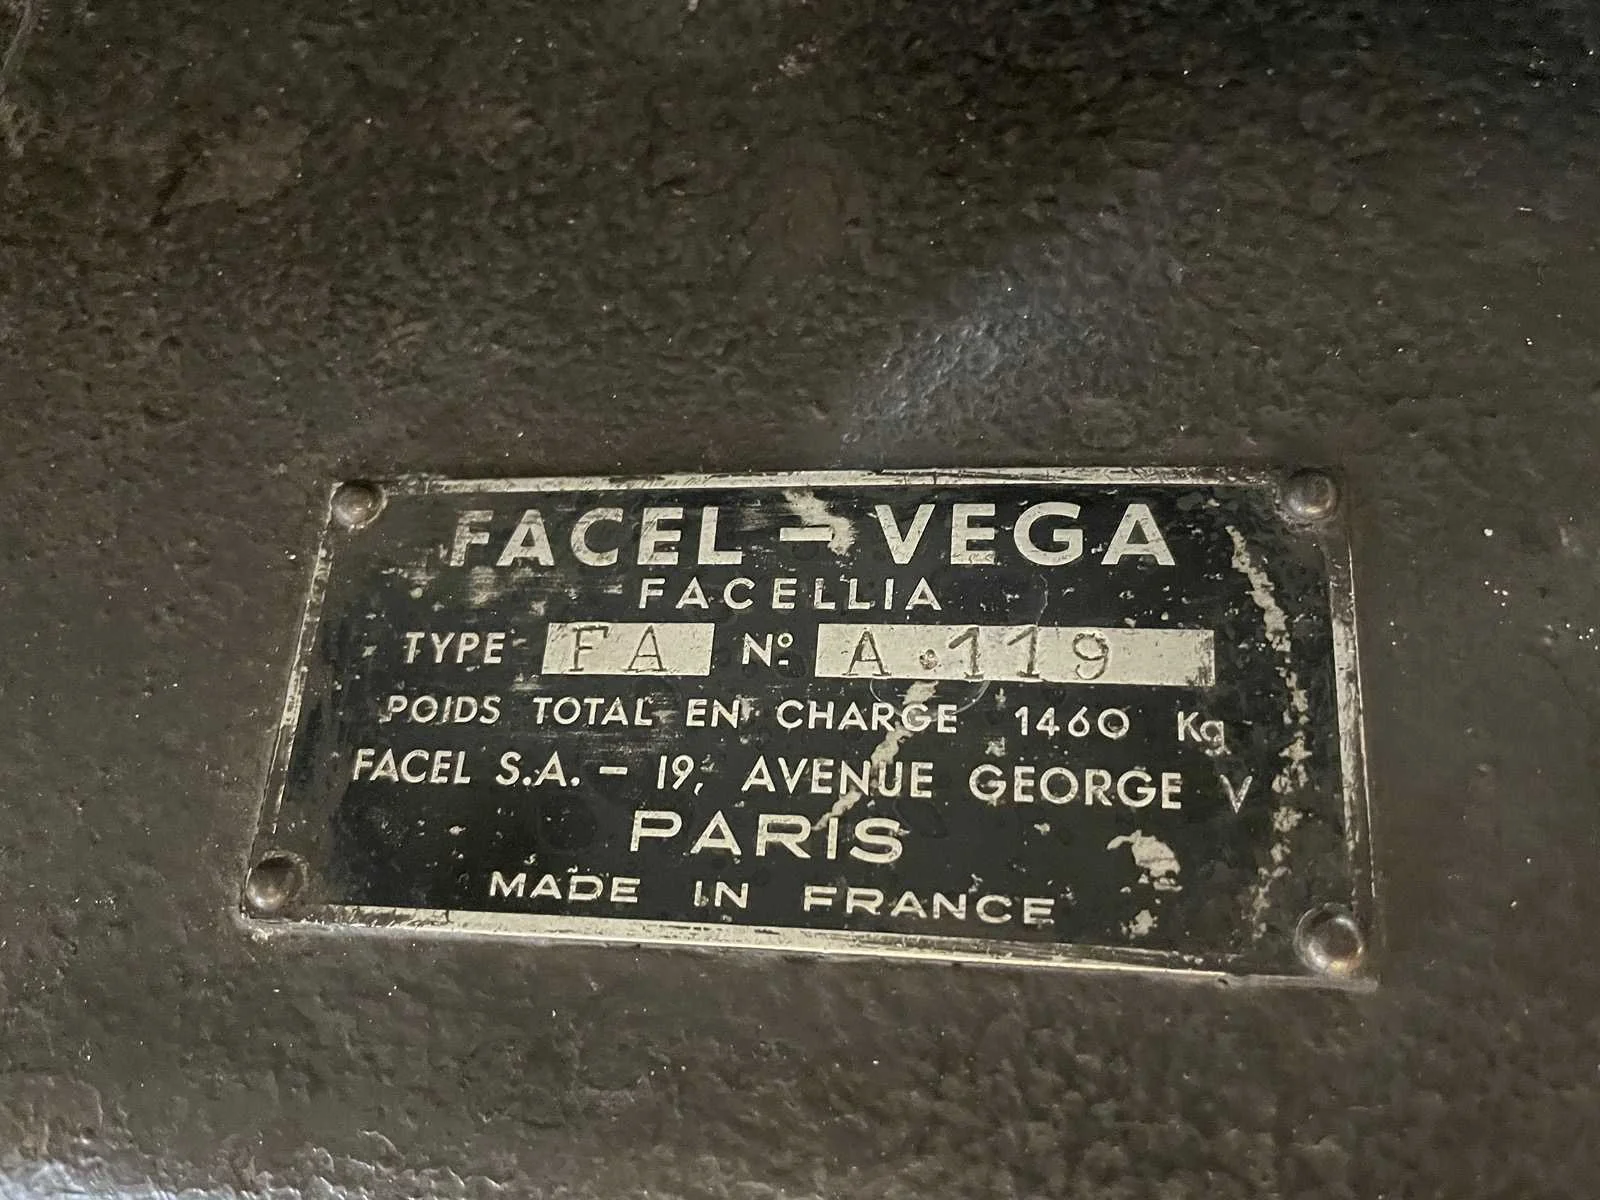 FACEL - VEGA
FACELLIA
TYPE FA Nº A.119
POIDS TOTAL EN CHARGE 1460 Kg
FACEL S.A. - 19, AVENUE GEORGE V
PARIS
MADE IN FRANCE